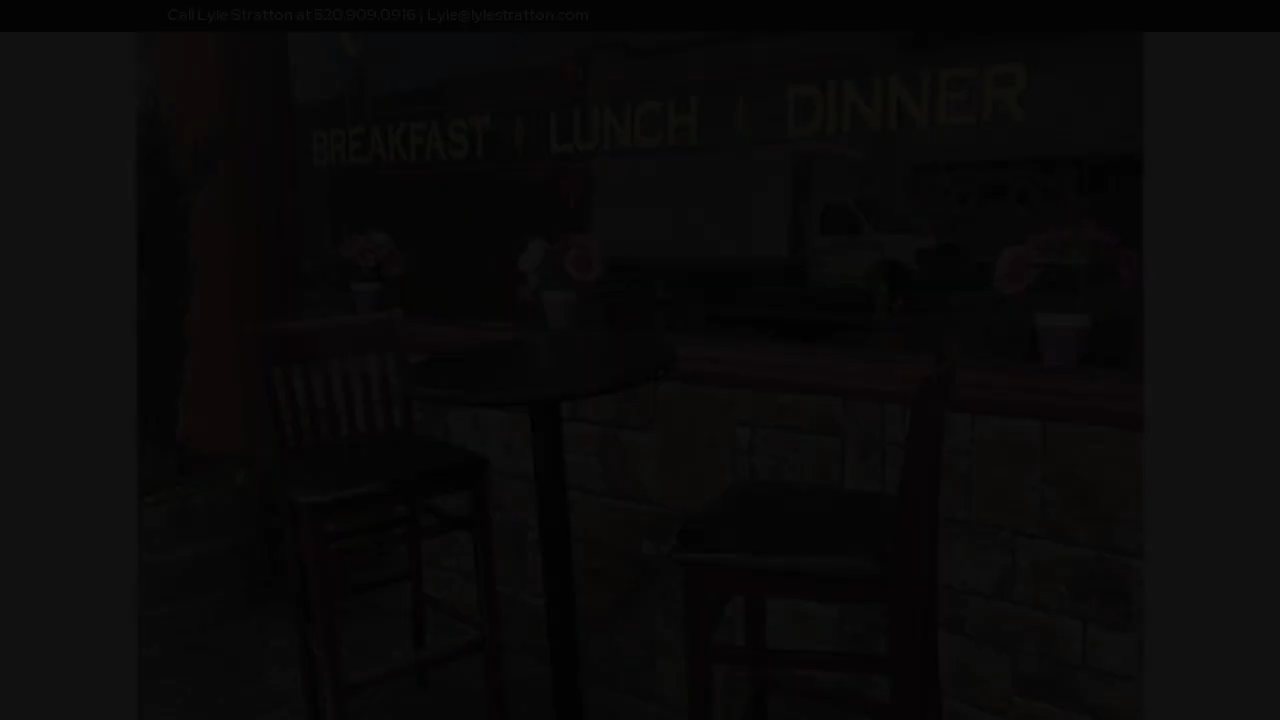 Call Lyle Stratton at 520.909.0916 | Lyle@lylestratton.com
BREAKFAST | LUNCH | DINNER